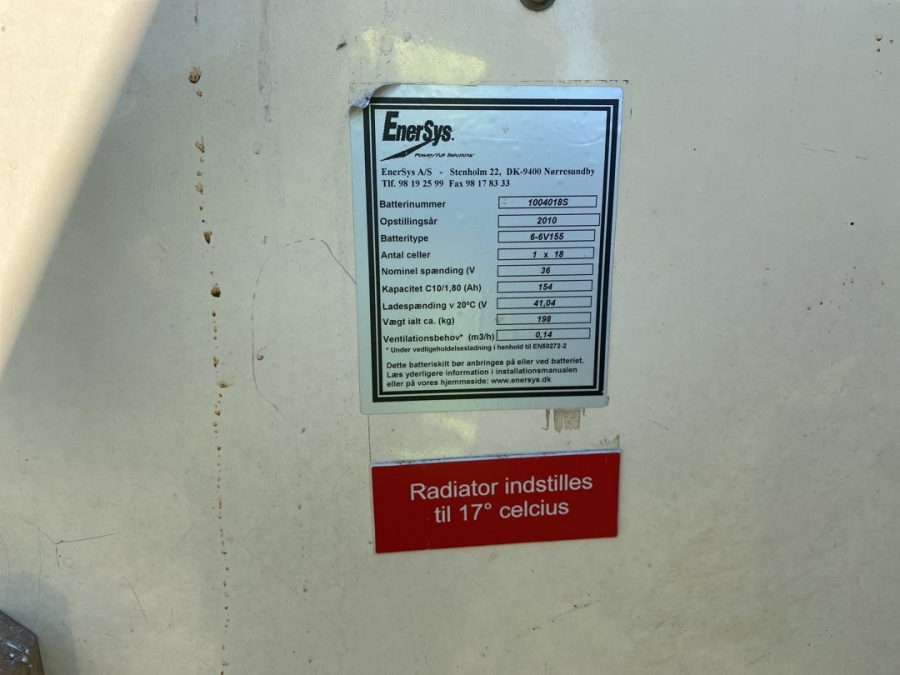 EnerSys.
Power/Full Solutions
EnerSys A/S - Stenholm 22, DK-9400 Nørresundby
Tlf. 98 19 25 99 Fax 98 17 83 33
Batterinummer 1004018S
Opstillingsår 2010
Batteritype 6-6V155
Antal celler 1 x 18
Nominel spænding (V 36
Kapacitet C10/1,80 (Ah) 154
Ladespænding v 20ºC (V 41,04
Vægt ialt ca. (kg) 198
Ventilationsbehov* (m3/h) 0,14
* Under vedligeholdelsesladning i henhold til EN50272-2
Dette batteriskilt bør anbringes på eller ved batteriet.
Læs yderligere information i installationsmanualen
eller på vores hjemmeside: www.enersys.dk
Radiator indstilles
til 17° celcius